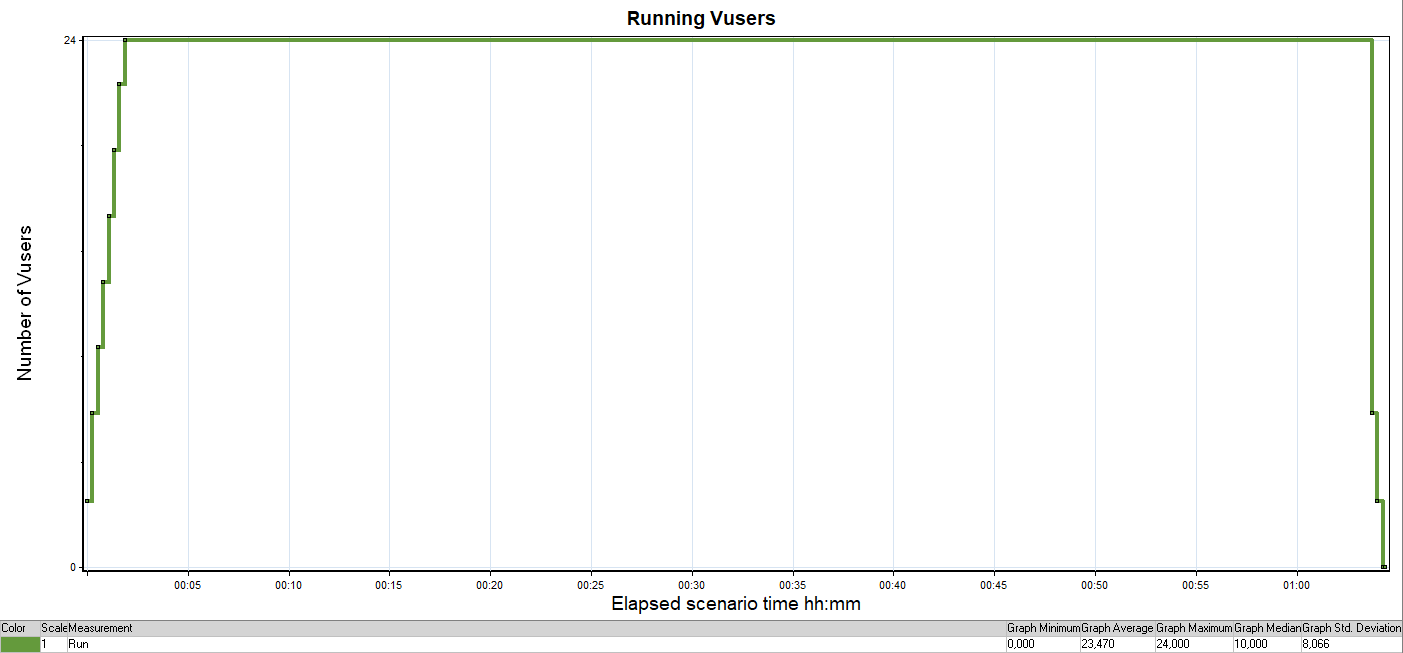 Running Vusers
24
Number of Vusers
0
00:05 00:10 00:15 00:20 00:25 00:30 00:35 00:40 00:45 00:50 00:55 01:00
Elapsed scenario time hh:mm
Color Scale Measurement Graph Minimum Graph Average Graph Maximum Graph Median Graph Std. Deviation
1 Run 0,000 23,470 24,000 10,000 8,066